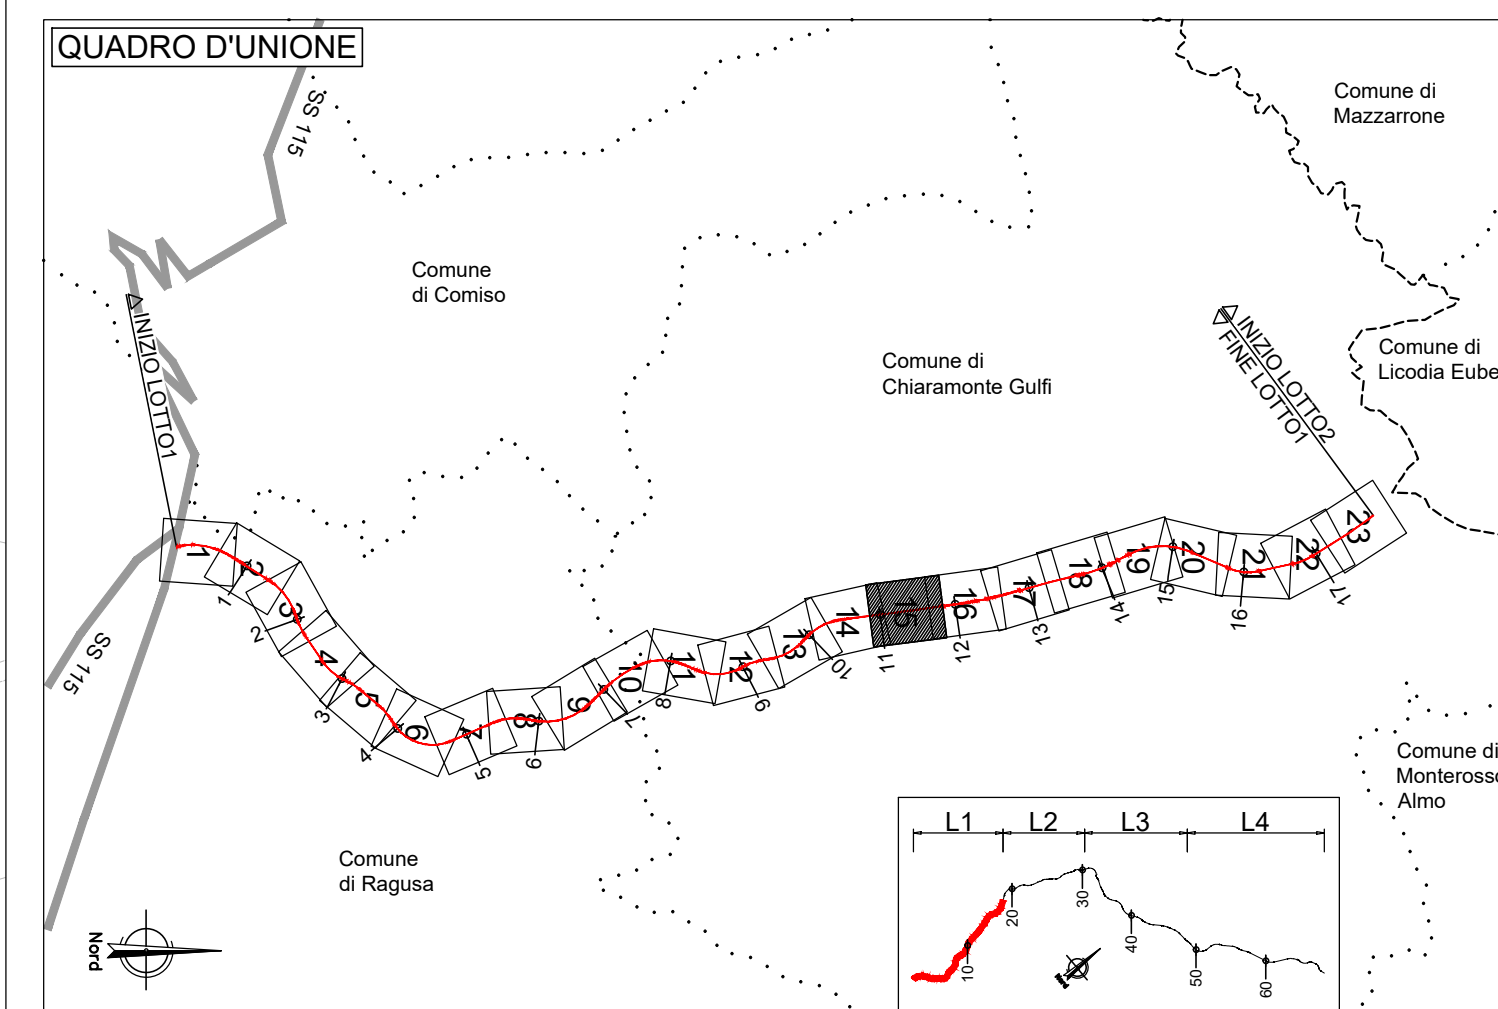 QUADRO D'UNIONE
SS 115
Comune di
Mazzarrone
Comune
di Comiso
INIZIO LOTTO1
Comune di
Chiaramonte Gulfi
INIZIO LOTTO2
FINE LOTTO1
Comune di
Licodia Eube
1
2
3
4
5
6
7
8
9
10
11
12
13
14
15
16
17
18
19
20
21
22
23
1
2
3
4
5
6
7
8
9
10
11
12
13
14
15
16
17
SS 115
Comune di
Monterosso
Almo
Comune
di Ragusa
Nord
L1
L2
L3
L4
10
20
30
40
50
60